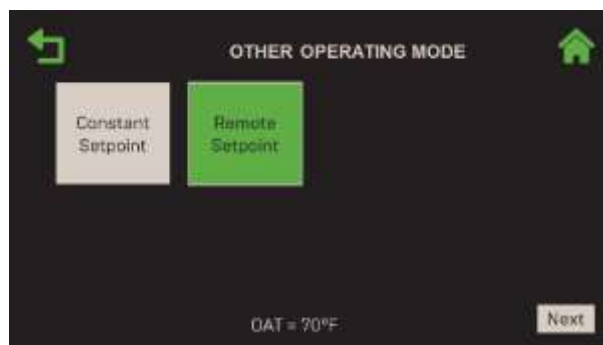 OTHER OPERATING MODE
Constant
Setpoint
Remote
Setpoint
OAT = 70°F
Next